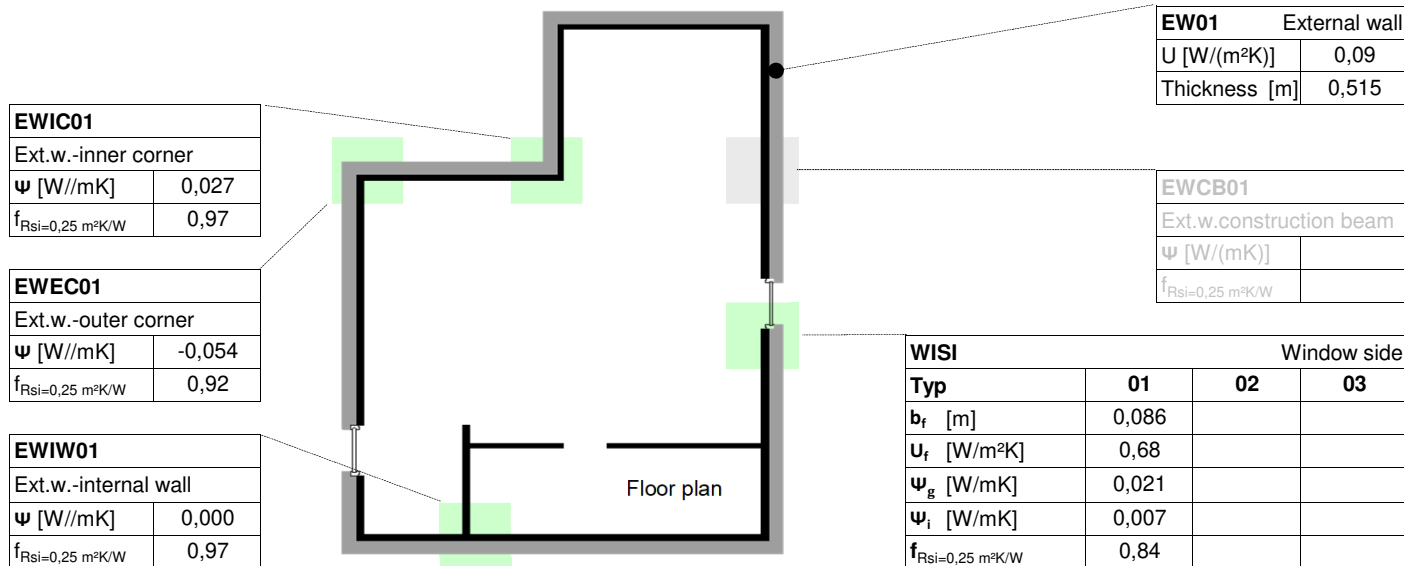 EW01 External wall
U [W/(m²K)] 0,09
Thickness [m] 0,515
EWIC01
Ext.w.-inner corner
Ψ [W//mK] 0,027
fRsi=0,25 m²K/W 0,97
EWCB01
Ext.w.construction beam
Ψ [W/(mK)]
fRsi=0,25 m²K/W
EWEC01
Ext.w.-outer corner
Ψ [W//mK] -0,054
fRsi=0,25 m²K/W 0,92
WISI Window side
Typ 01 02 03
bf [m] 0,086
Uf [W/m²K] 0,68
Ψg [W/mK] 0,021
Ψi [W/mK] 0,007
fRsi=0,25 m²K/W 0,84
EWIW01
Ext.w.-internal wall
Ψ [W//mK] 0,000
fRsi=0,25 m²K/W 0,97
Floor plan